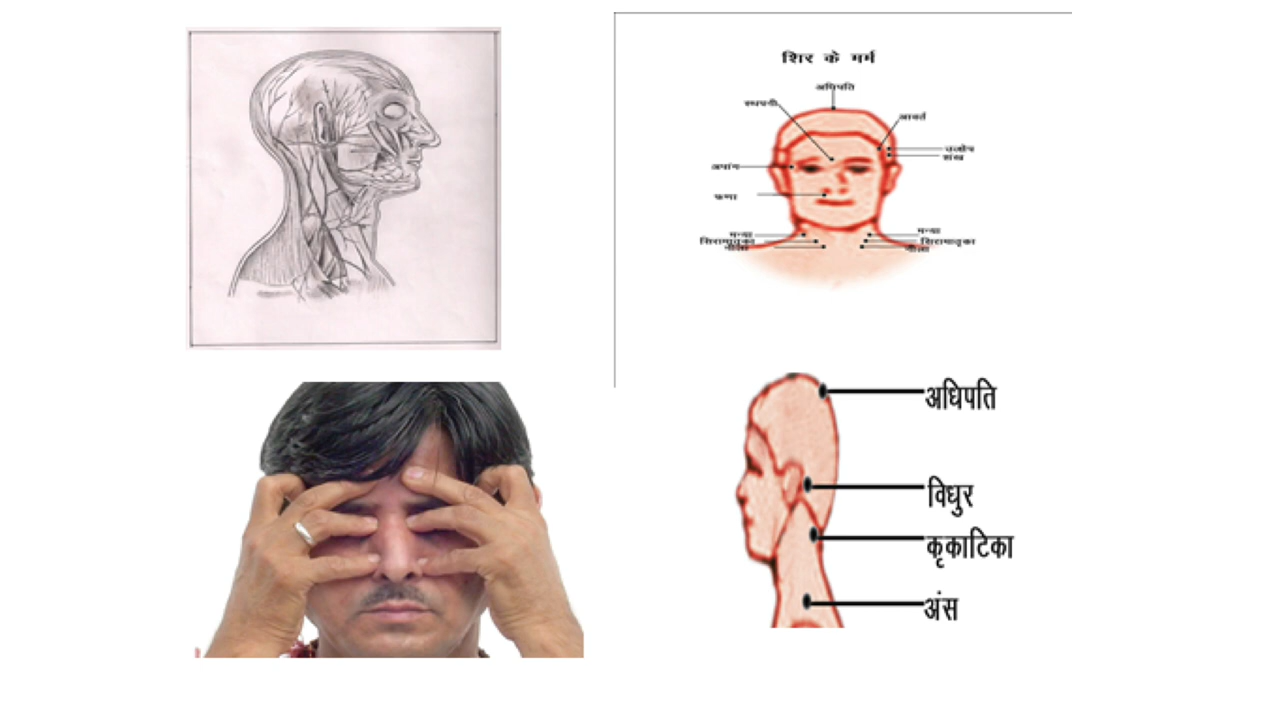 शिर के मर्म
अधिपति
स्थपनी
आवर्त
उत्क्षेप
शंख
अपांग
फणा
मन्या
मन्या
सिरामातृका
सिरामातृका
नीला
नीला
अधिपति
विधुर
कृकाटिका
अंस